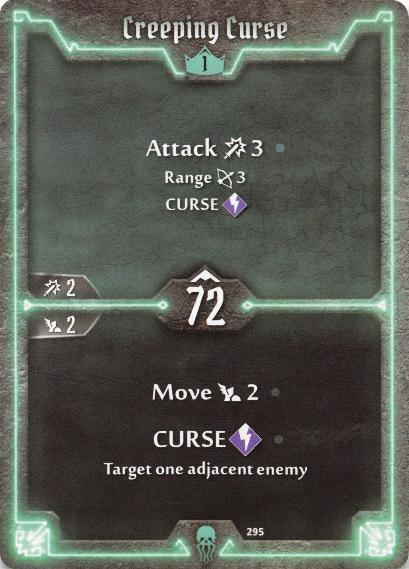 Creeping Curse
1
Attack 3
Range 3
CURSE
2
72
2
Move 2
CURSE
Target one adjacent enemy
295